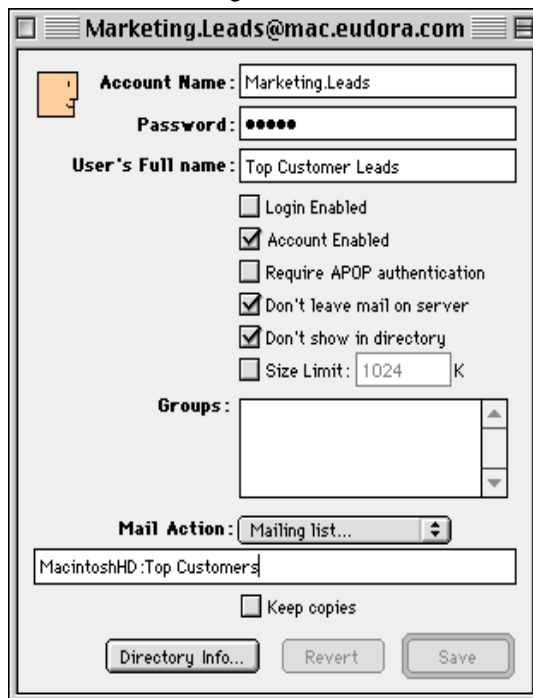 Marketing.Leads@mac.eudora.com
Account Name: Marketing.Leads
Password: •••••
User's Full name: Top Customer Leads
Login Enabled
Account Enabled
Require APOP authentication
Don't leave mail on server
Don't show in directory
Size Limit: 1024 K
Groups:
Mail Action: Mailing list...
MacintoshHD:Top Customers
Keep copies
Directory Info... Revert Save